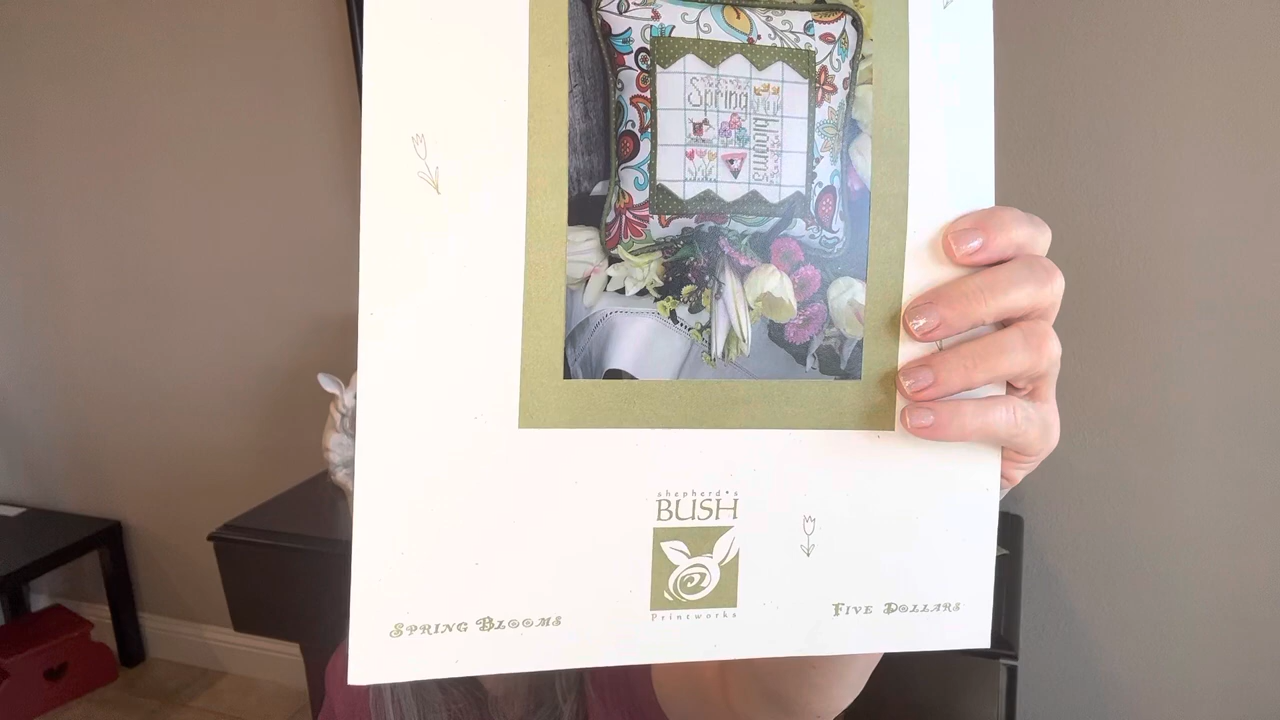 Spring
blooms
shepherd's
BUSH
Printworks
SPRING BLOOMS
FIVE DOLLARS